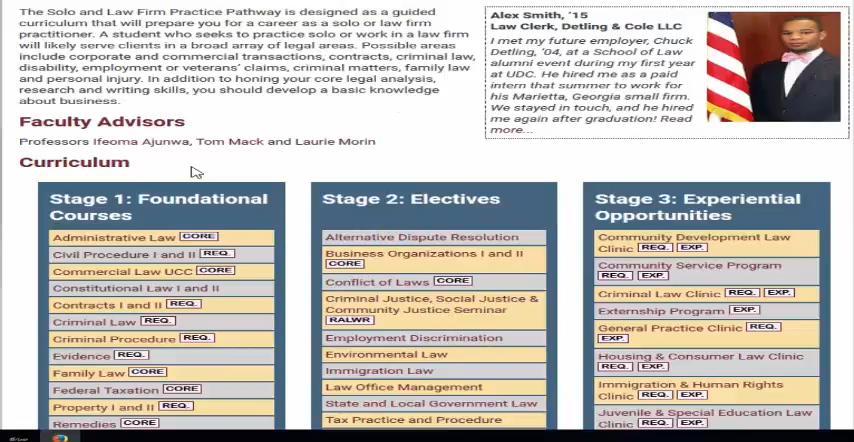 The Solo and Law Firm Practice Pathway is designed as a guided
curriculum that will prepare you for a career as a solo or law firm
practitioner. A student who seeks to practice solo or work in a law firm
will likely serve clients in a broad array of legal areas. Possible areas
include corporate and commercial transactions, contracts, criminal law,
disability, employment or veterans' claims, criminal matters, family law
and personal injury. In addition to honing your core legal analysis,
research and writing skills, you should develop a basic knowledge
about business.
Alex Smith, '15
Law Clerk, Detling & Cole LLC
I met my future employer, Chuck
Detling, '04, at a School of Law
alumni event during my first year
at UDC. He hired me as a paid
intern that summer to work for
his Marietta, Georgia small firm.
We stayed in touch, and he hired
me again after graduation! Read
more...
Faculty Advisors
Professors Ifeoma Ajunwa, Tom Mack and Laurie Morin
Curriculum
Stage 1: Foundational
Courses
Administrative Law CORE
Civil Procedure I and II REQ.
Commercial Law UCC CORE
Constitutional Law I and II
Contracts I and II REQ.
Criminal Law REQ.
Criminal Procedure REQ.
Evidence REQ.
Family Law CORE
Federal Taxation CORE
Property I and II REQ.
Remedies CORE
Stage 2: Electives
Alternative Dispute Resolution
Business Organizations I and II
CORE
Conflict of Laws CORE
Criminal Justice, Social Justice &
Community Justice Seminar
RALWR
Employment Discrimination
Environmental Law
Immigration Law
Law Office Management
State and Local Government Law
Tax Practice and Procedure
Stage 3: Experiential
Opportunities
Community Development Law
Clinic REQ. EXP.
Community Service Program
REQ. EXP.
Criminal Law Clinic REQ. EXP.
Externship Program EXP.
General Practice Clinic REQ.
EXP.
Housing & Consumer Law Clinic
REQ. EXP.
Immigration & Human Rights
Clinic REQ. EXP.
Juvenile & Special Education Law
Clinic REQ. EXP.